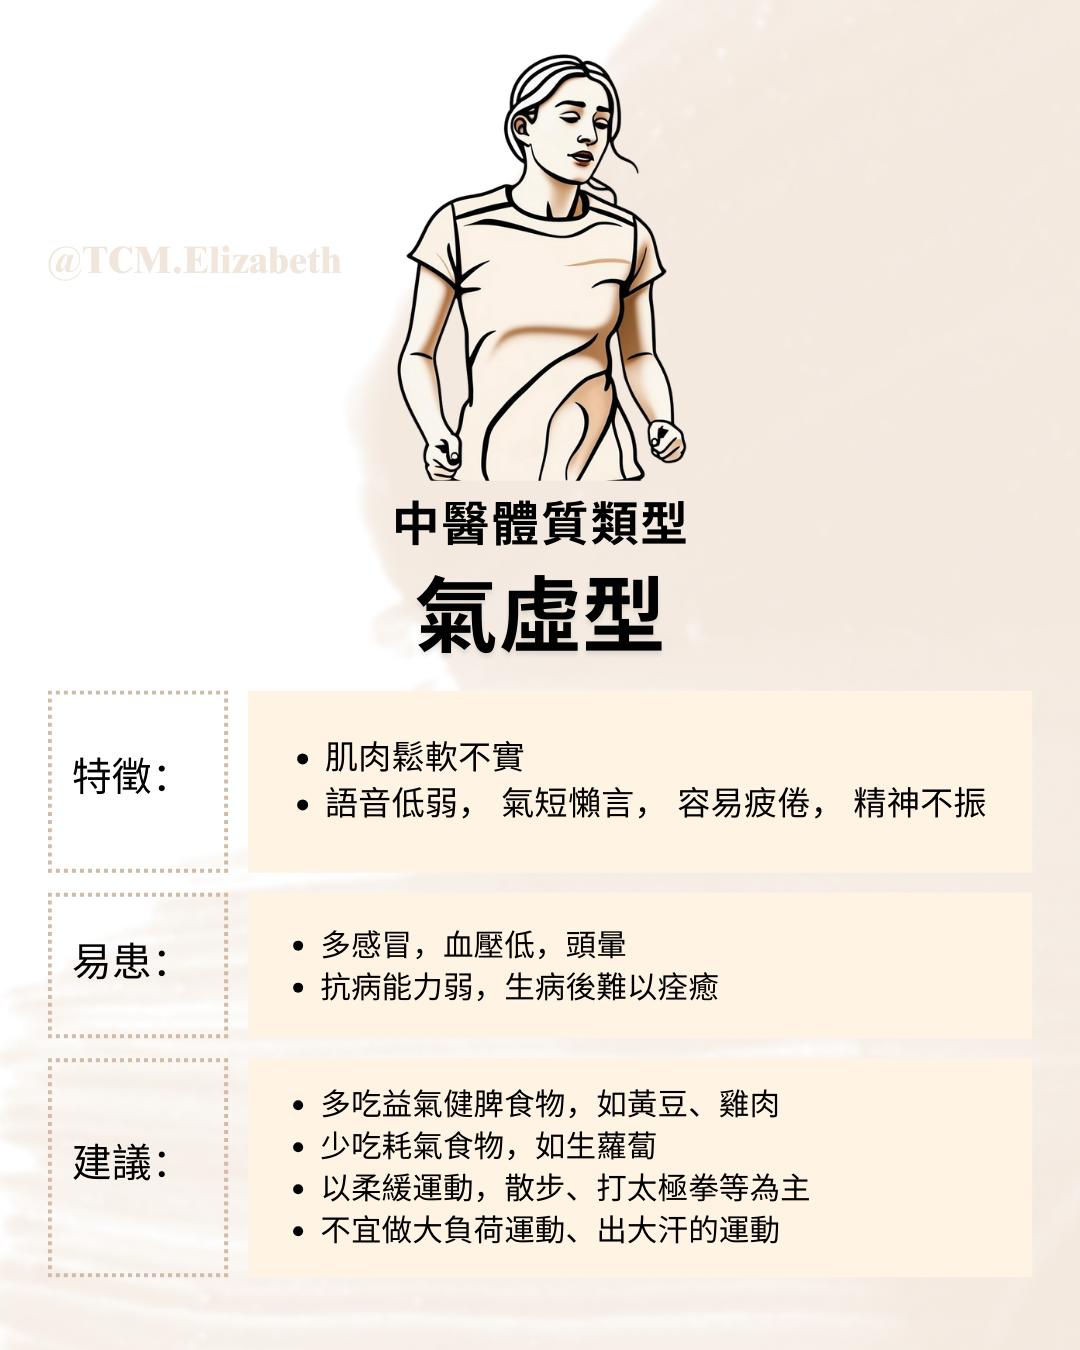 @TCM.Elizabeth
中醫體質類型
氣虛型
特徵：
• 肌肉鬆軟不實
• 語音低弱， 氣短懶言， 容易疲倦， 精神不振
易患：
• 多感冒，血壓低，頭暈
• 抗病能力弱，生病後難以痊癒
建議：
• 多吃益氣健脾食物，如黃豆、雞肉
• 少吃耗氣食物，如生蘿蔔
• 以柔緩運動，散步、打太極拳等為主
• 不宜做大負荷運動、出大汗的運動